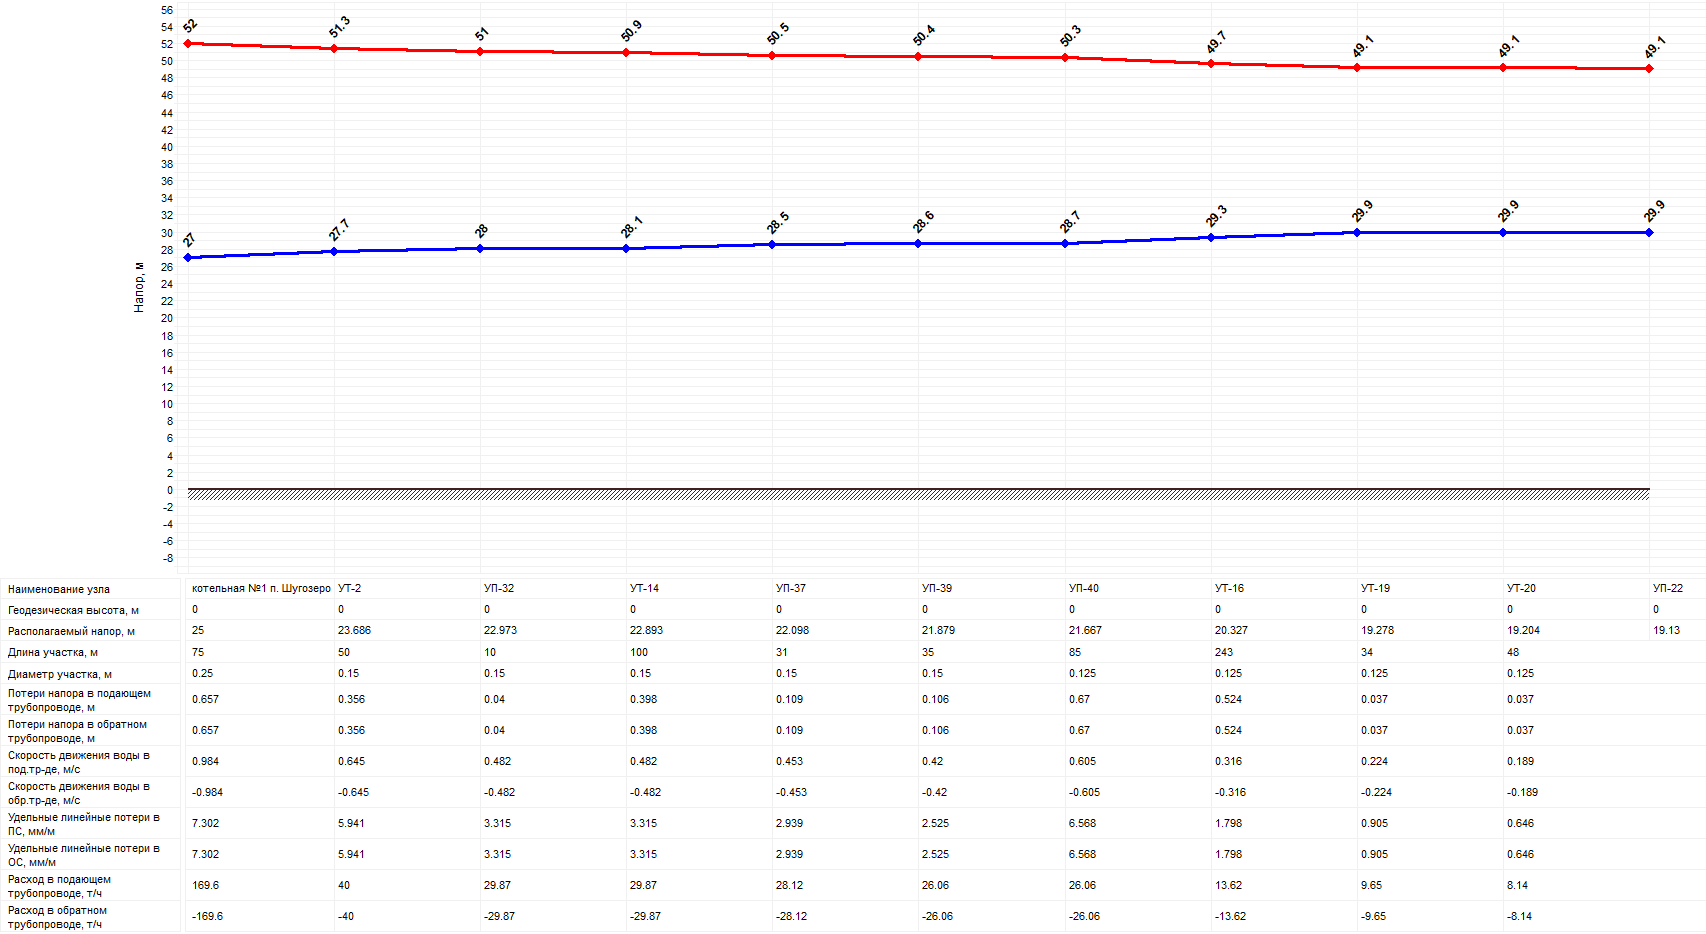 56
54
52
50
48
46
44
42
40
38
36
34
32
30
28
26
24
22
20
18
16
14
12
10
8
6
4
2
0
-2
-4
-6
-8
Напор, м
52 51.3 51 50.9 50.5 50.4 50.3 49.7 49.1 49.1 49.1
27 27.7 28 28.1 28.5 28.6 28.7 29.3 29.9 29.9 29.9
Наименование узла котельная №1 п. Шугозеро УТ-2 УП-32 УТ-14 УП-37 УП-39 УП-40 УТ-16 УТ-19 УТ-20 УП-22
Геодезическая высота, м 0 0 0 0 0 0 0 0 0 0 0
Располагаемый напор, м 25 23.686 22.973 22.893 22.098 21.879 21.667 20.327 19.278 19.204 19.13
Длина участка, м 75 50 10 100 31 35 85 243 34 48
Диаметр участка, м 0.25 0.15 0.15 0.15 0.15 0.15 0.125 0.125 0.125 0.125
Потери напора в подающем
трубопроводе, м 0.657 0.356 0.04 0.398 0.109 0.106 0.67 0.524 0.037 0.037
Потери напора в обратном
трубопроводе, м 0.657 0.356 0.04 0.398 0.109 0.106 0.67 0.524 0.037 0.037
Скорость движения воды в
под.тр-де, м/с 0.984 0.645 0.482 0.482 0.453 0.42 0.605 0.316 0.224 0.189
Скорость движения воды в
обр.тр-де, м/с -0.984 -0.645 -0.482 -0.482 -0.453 -0.42 -0.605 -0.316 -0.224 -0.189
Удельные линейные потери в
ПС, мм/м 7.302 5.941 3.315 3.315 2.939 2.525 6.568 1.798 0.905 0.646
Удельные линейные потери в
ОС, мм/м 7.302 5.941 3.315 3.315 2.939 2.525 6.568 1.798 0.905 0.646
Расход в подающем
трубопроводе, т/ч 169.6 40 29.87 29.87 28.12 26.06 26.06 13.62 9.65 8.14
Расход в обратном
трубопроводе, т/ч -169.6 -40 -29.87 -29.87 -28.12 -26.06 -26.06 -13.62 -9.65 -8.14